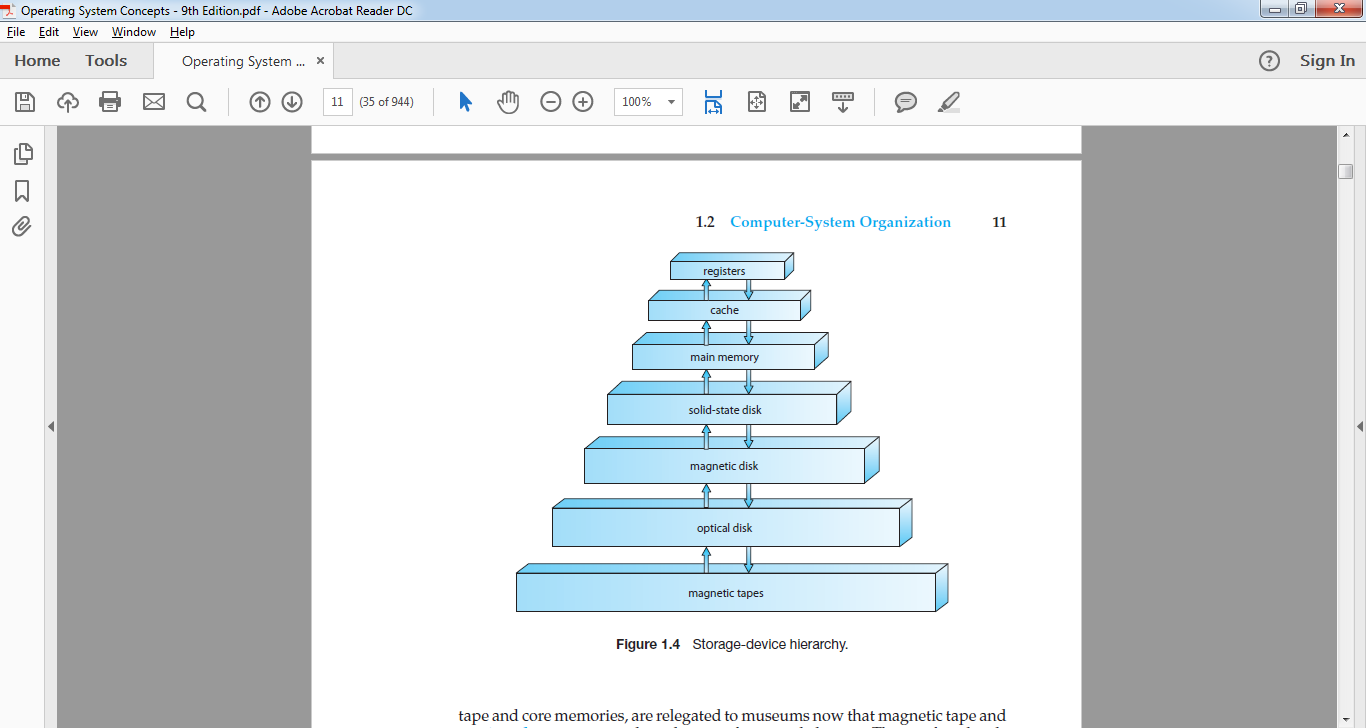 Operating System Concepts - 9th Edition.pdf - Adobe Acrobat Reader DC
File Edit View Window Help
Home Tools Operating System ... × ? Sign In
11 (35 of 944) 100%
1.2 Computer-System Organization 11
registers
cache
main memory
solid-state disk
magnetic disk
optical disk
magnetic tapes
Figure 1.4 Storage-device hierarchy.
tape and core memories, are relegated to museums now that magnetic tape and